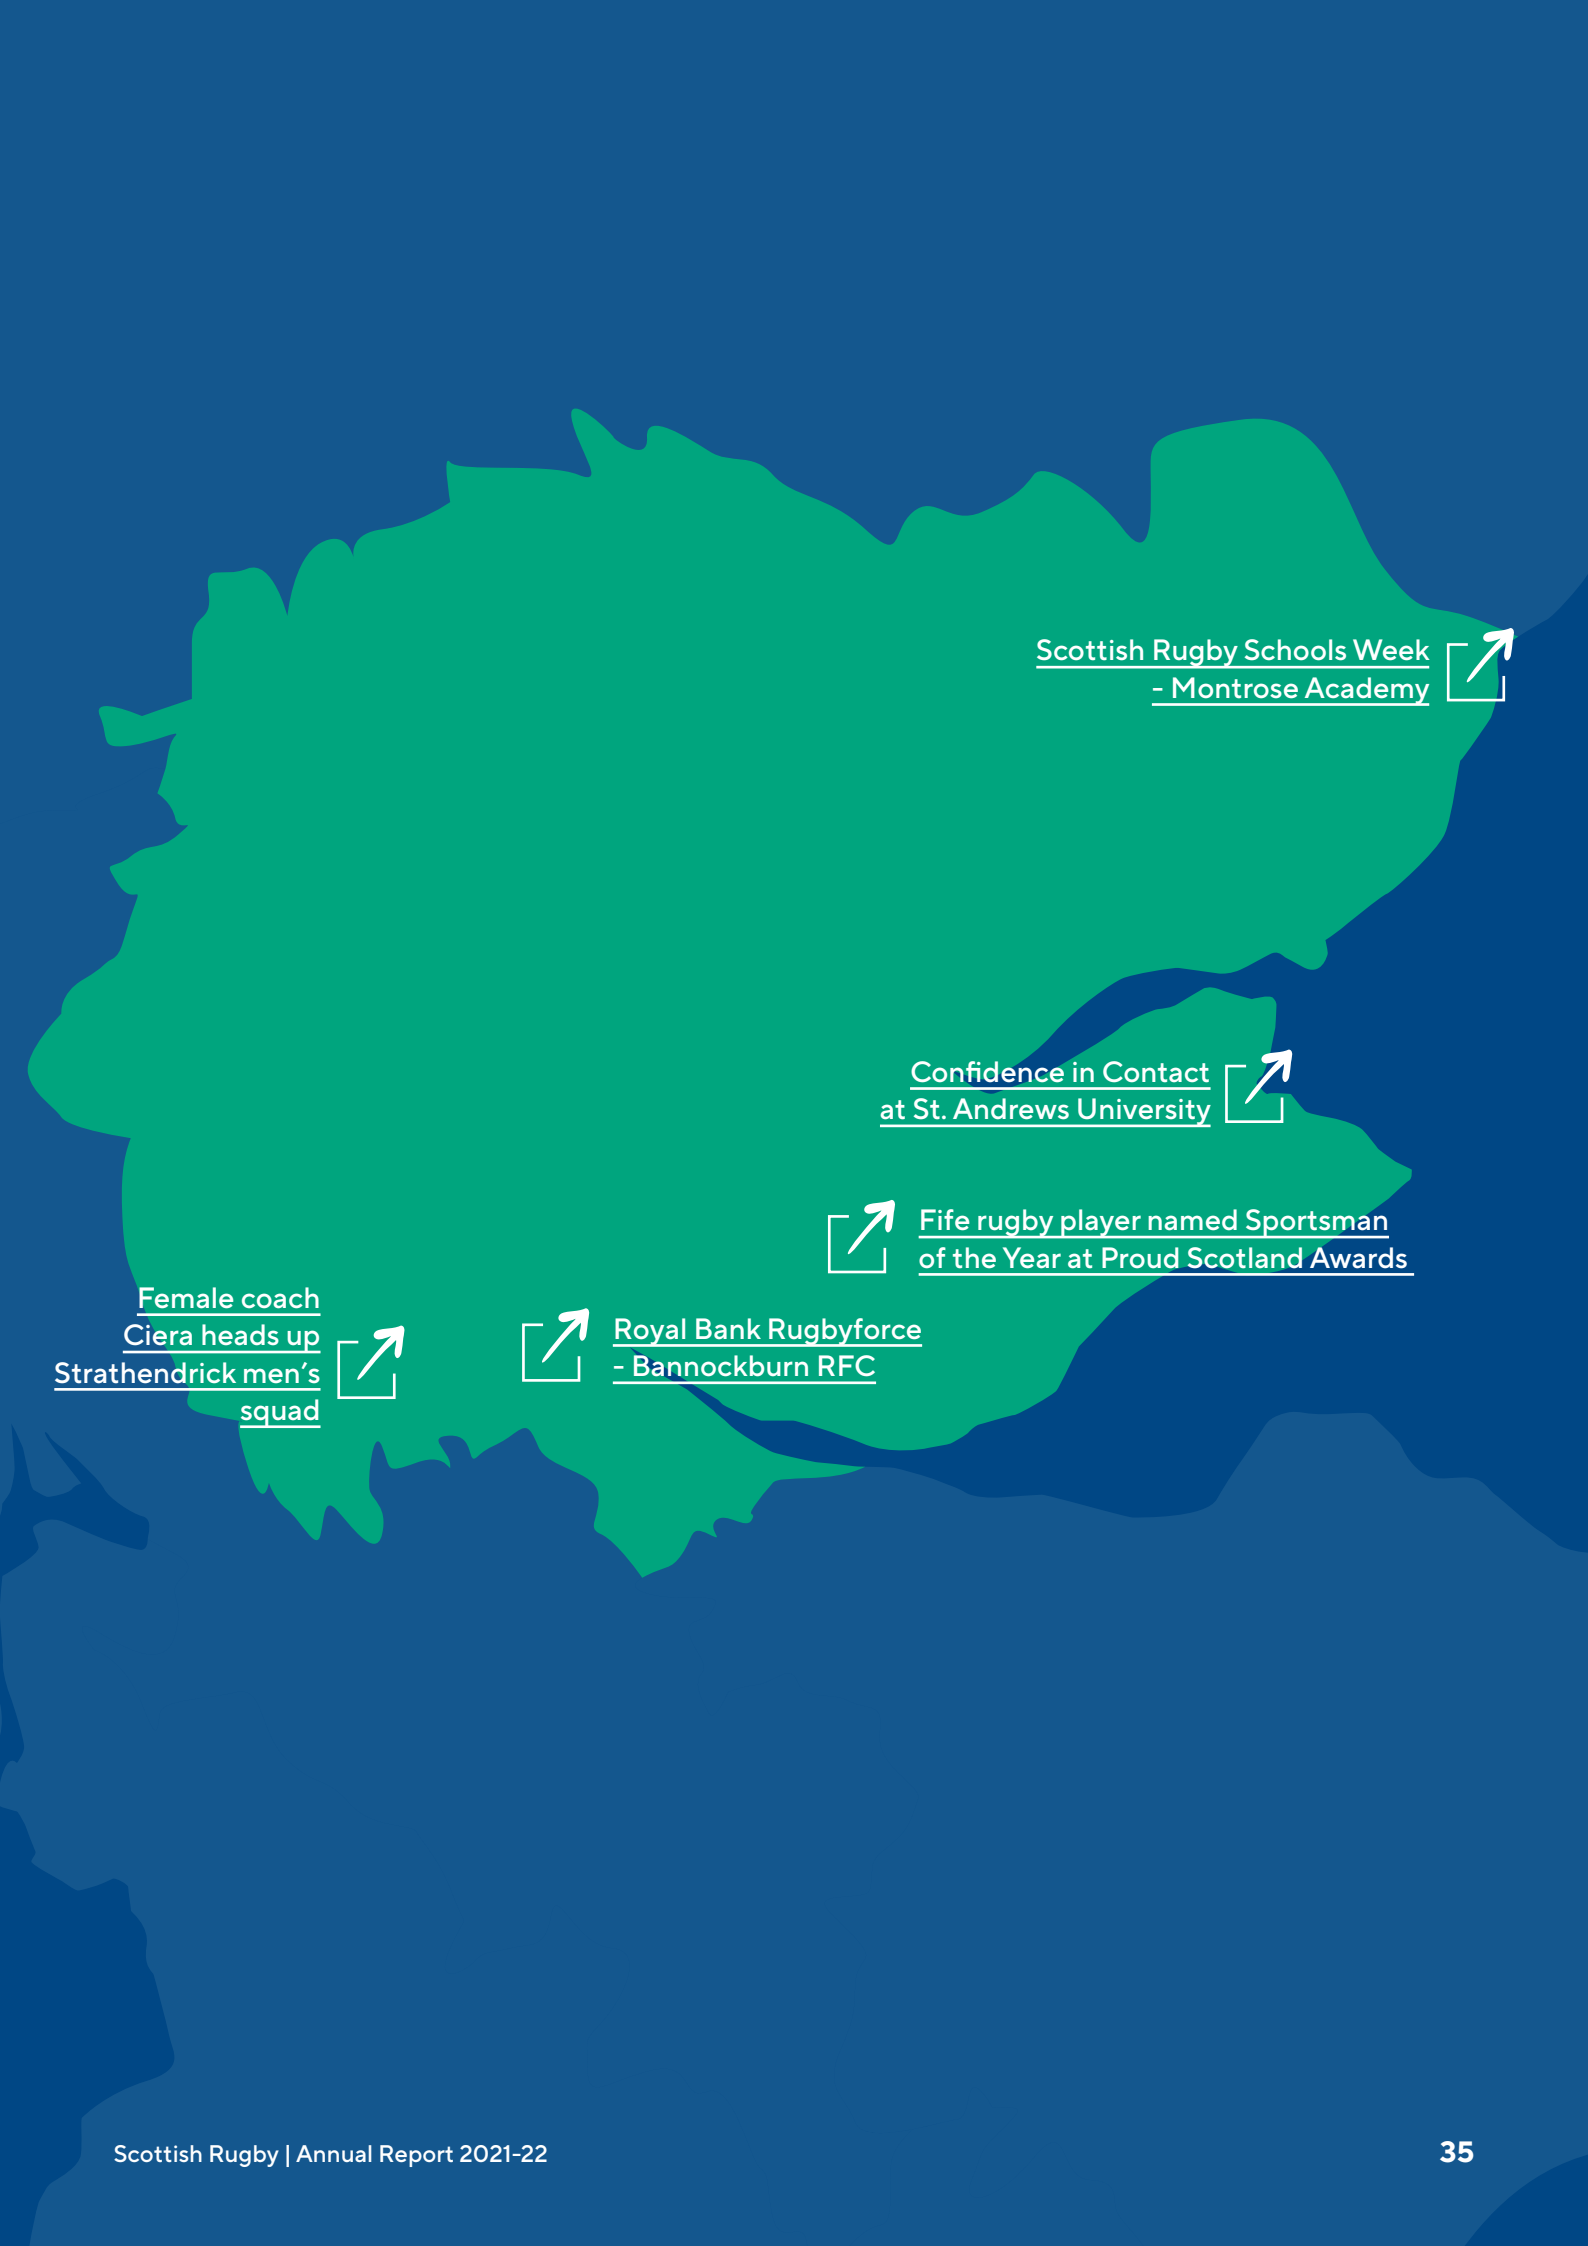 Scottish Rugby Schools Week
- Montrose Academy
Confidence in Contact
at St. Andrews University
Fife rugby player named Sportsman
of the Year at Proud Scotland Awards
Female coach
Ciera heads up
Strathendrick men's
squad
Royal Bank Rugbyforce
- Bannockburn RFC
Scottish Rugby | Annual Report 2021-22
35